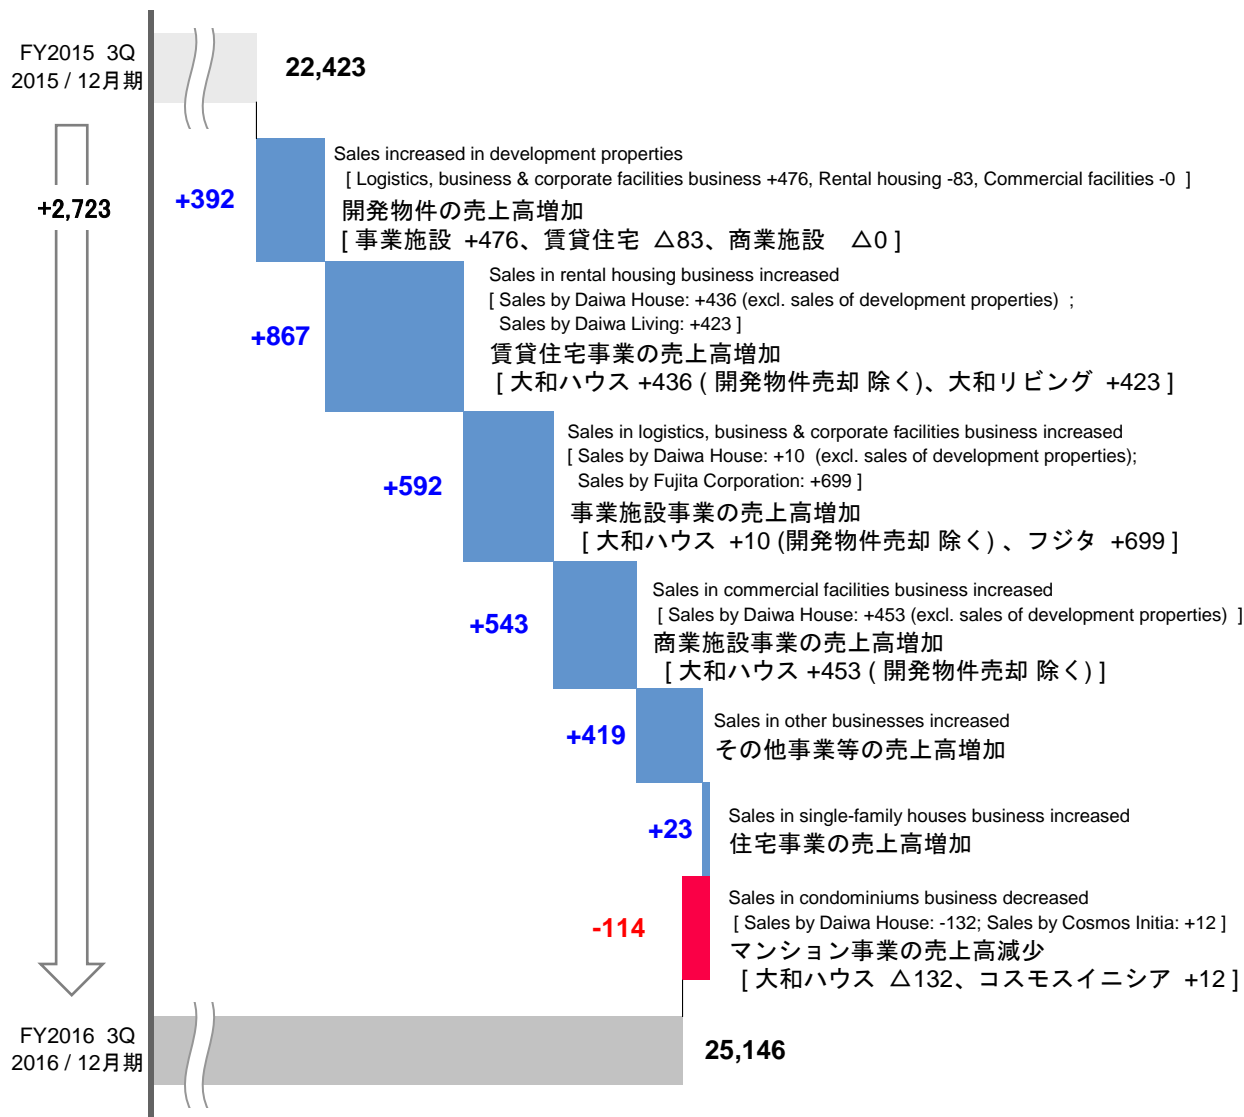 FY2015 3Q
2015 / 12月期
22,423
+2,723
+392
Sales increased in development properties
[ Logistics, business & corporate facilities business +476, Rental housing -83, Commercial facilities -0 ]
開発物件の売上高増加
[ 事業施設 +476、賃貸住宅 △83、商業施設 △0 ]
+867
Sales in rental housing business increased
[ Sales by Daiwa House: +436 (excl. sales of development properties) ;
Sales by Daiwa Living: +423 ]
賃貸住宅事業の売上高増加
[ 大和ハウス +436 ( 開発物件売却 除く)、大和リビング +423 ]
+592
Sales in logistics, business & corporate facilities business increased
[ Sales by Daiwa House: +10 (excl. sales of development properties);
Sales by Fujita Corporation: +699 ]
事業施設事業の売上高増加
[ 大和ハウス +10 (開発物件売却 除く) 、フジタ +699 ]
+543
Sales in commercial facilities business increased
[ Sales by Daiwa House: +453 (excl. sales of development properties) ]
商業施設事業の売上高増加
[ 大和ハウス +453 ( 開発物件売却 除く) ]
+419
Sales in other businesses increased
その他事業等の売上高増加
+23
Sales in single-family houses business increased
住宅事業の売上高増加
-114
Sales in condominiums business decreased
[ Sales by Daiwa House: -132; Sales by Cosmos Initia: +12 ]
マンション事業の売上高減少
[ 大和ハウス △132、コスモスイニシア +12 ]
FY2016 3Q
2016 / 12月期
25,146